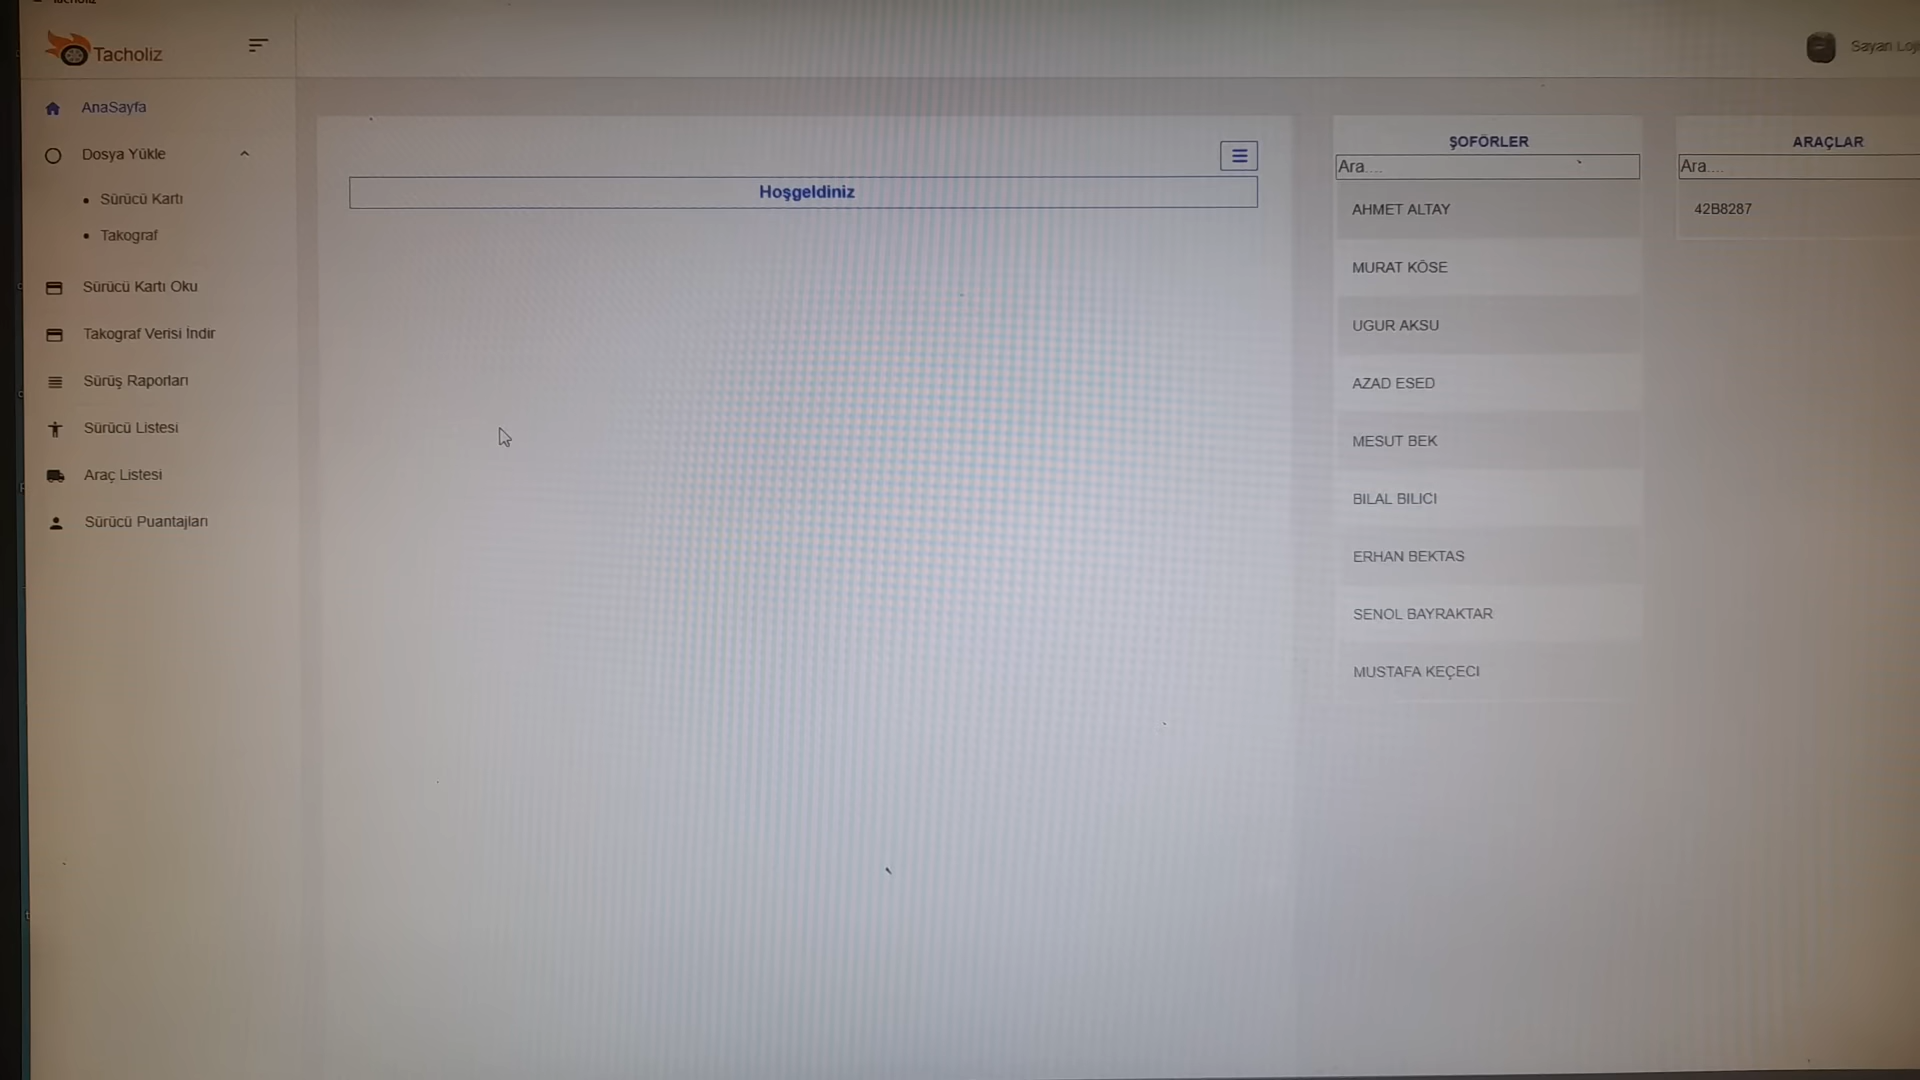 Tacholiz
Sayan Loji
AnaSayfa
Dosya Yükle
Sürücü Kartı
Takograf
Sürücü Kartı Oku
Takograf Verisi İndir
Sürüş Raporları
Sürücü Listesi
Araç Listesi
Sürücü Puantajları
Hoşgeldiniz
ŞOFÖRLER
Ara....
AHMET ALTAY
MURAT KÖSE
UGUR AKSU
AZAD ESED
MESUT BEK
BILAL BILICI
ERHAN BEKTAS
SENOL BAYRAKTAR
MUSTAFA KEÇECI
ARAÇLAR
Ara....
42B8287